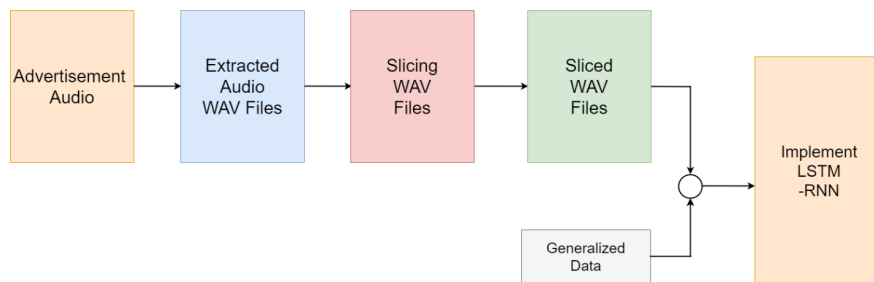 Advertisement
Audio
Extracted
Audio
WAV Files
Slicing
WAV
Files
Sliced
WAV
Files
Implement
LSTM
-RNN
Generalized
Data